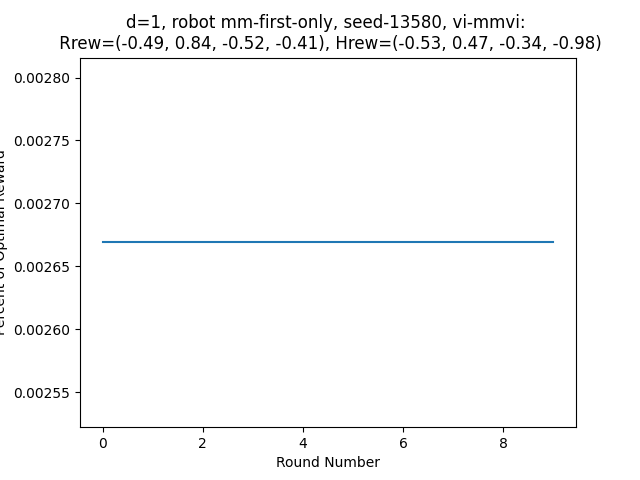 d=1, robot mm-first-only, seed-13580, vi-mmvi:
Rrew=(-0.49, 0.84, -0.52, -0.41), Hrew=(-0.53, 0.47, -0.34, -0.98)
Percent of Optimal Reward
0.00280
0.00275
0.00270
0.00265
0.00260
0.00255
0 2 4 6 8
Round Number